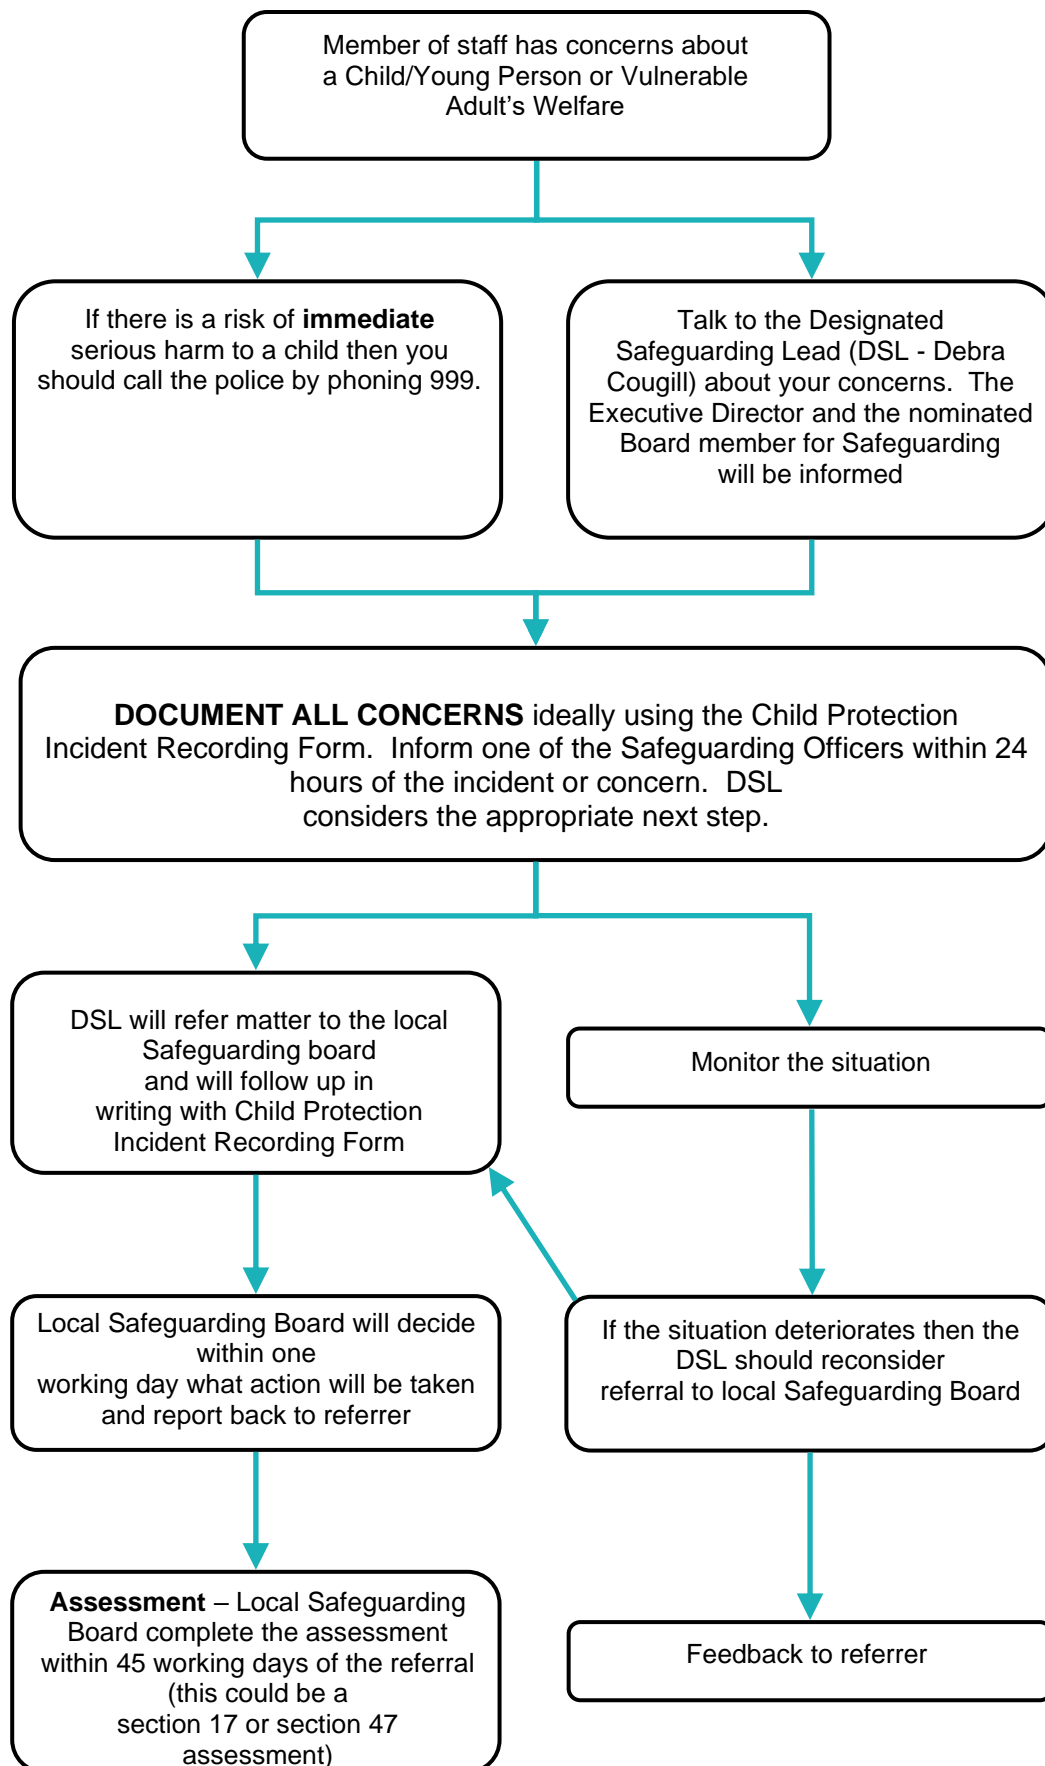 Member of staff has concerns about
a Child/Young Person or Vulnerable
Adult’s Welfare
If there is a risk of immediate
serious harm to a child then you
should call the police by phoning 999.
Talk to the Designated
Safeguarding Lead (DSL - Debra
Cougill) about your concerns.  The
Executive Director and the nominated
Board member for Safeguarding
will be informed
DOCUMENT ALL CONCERNS ideally using the Child Protection
Incident Recording Form.  Inform one of the Safeguarding Officers within 24
hours of the incident or concern.  DSL
considers the appropriate next step.
DSL will refer matter to the local
Safeguarding board
and will follow up in
writing with Child Protection
Incident Recording Form
Monitor the situation
Local Safeguarding Board will decide
within one
working day what action will be taken
and report back to referrer
If the situation deteriorates then the
DSL should reconsider
referral to local Safeguarding Board
Assessment – Local Safeguarding
Board complete the assessment
within 45 working days of the referral
(this could be a
section 17 or section 47
assessment)
Feedback to referrer